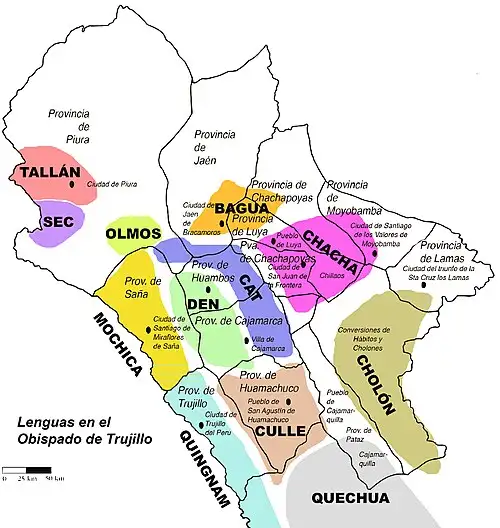 Provincia
de
Piura
TALLÁN
Ciudad de Piura
SEC
Provincia
de
Jaén
OLMOS
Ciudad de
Jaen
de
Bracamoros
BAGUA
Provincia de
Chachapoyas
Provincia
de Luya
Provincia
de
Moyobamba
Pva.
de Chachapoyas
Pueblo
de Luya
CHACHA
Ciudad de
San Juan de
la Frontera
Chillaos
Ciudad de Santiago
de los Valores de
Moyobamba
Provincia
de Lamas
Ciudad del triunfo de la
Sta Cruz los Lamas
Prov. de
Saña
Prov. de
Huambos
CAT
DEN
Prov. de Cajamarca
Ciudad de
Santiago de
Miraflores
de Saña
Villa de
Cajamarca
MOCHICA
Conversiones de
Hábitos y
Cholones
CHOLÓN
Prov. de
Trujillo
Ciudad de
Trujillo
del Peru
Prov. de
Huamachuco
Pueblo de
San Agustín de
Huamachuco
CULLE
Pueblo
de
Cajamar-
quilla
Prov. de
Pataz
Cajamar-
quilla
QUINGNAM
QUECHUA
Lenguas en el
Obispado de Trujillo
0 25 km 50 km